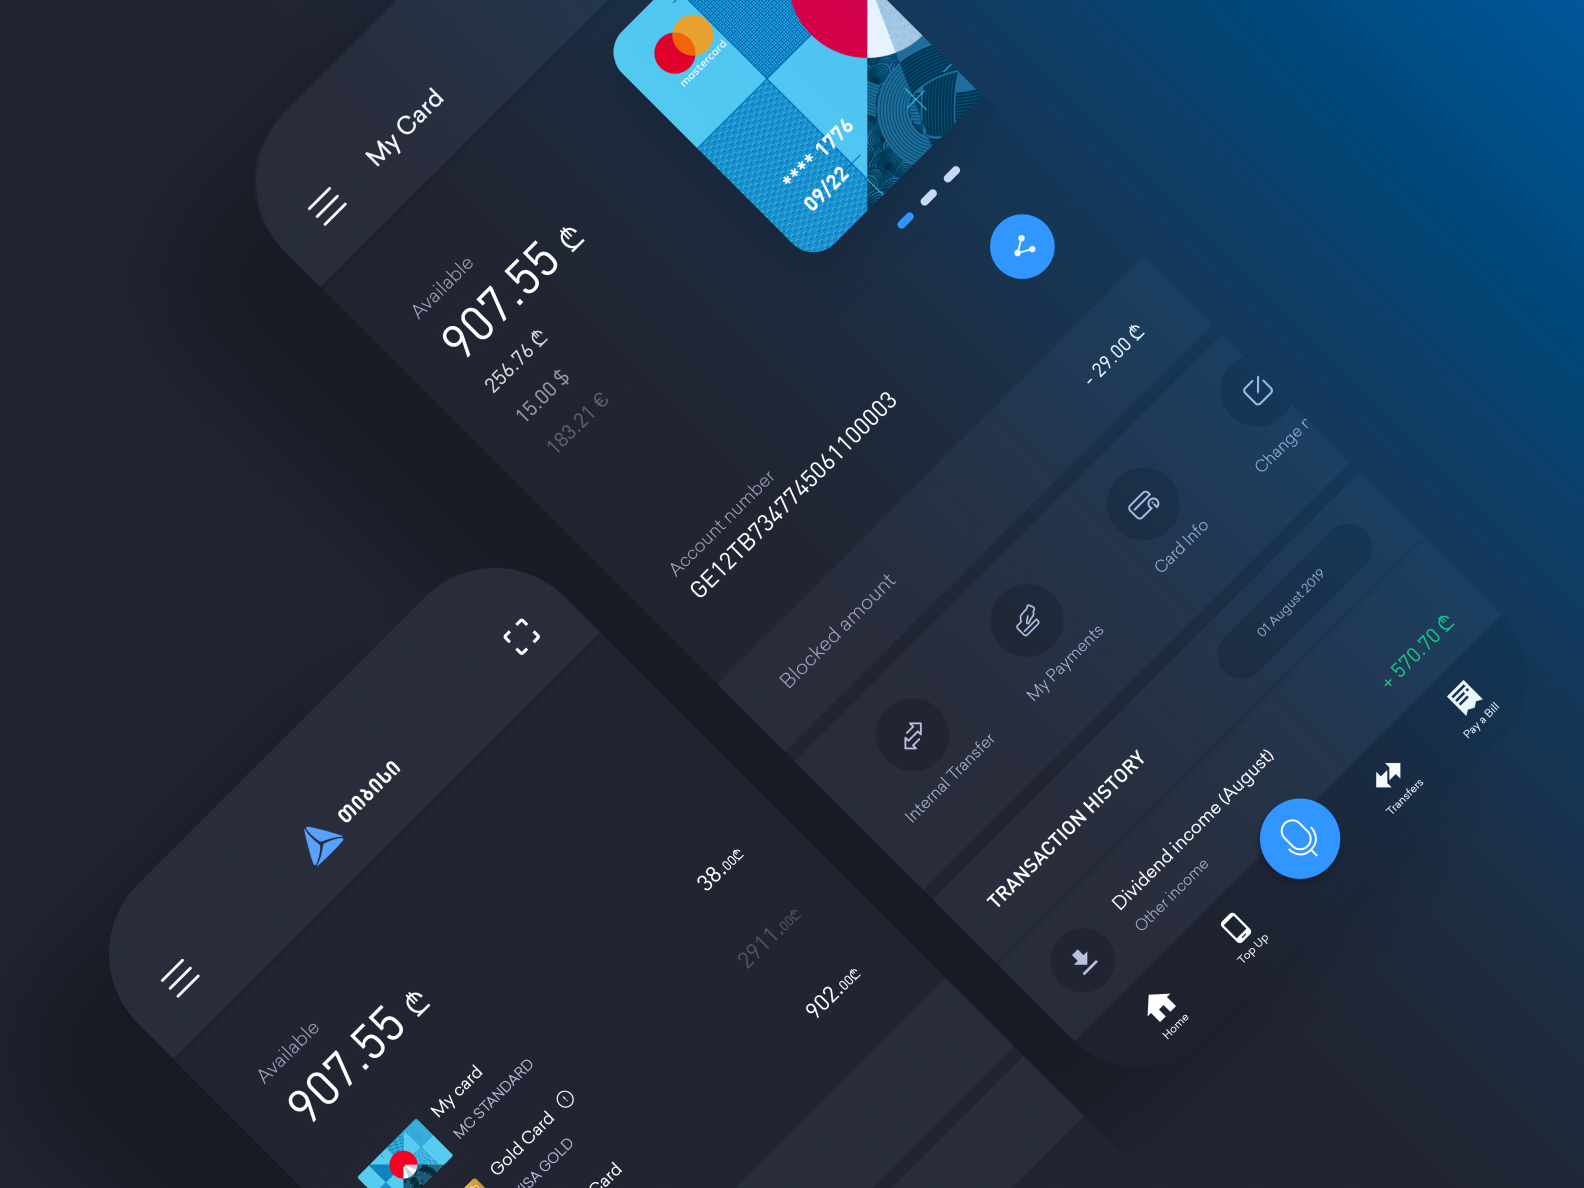 My Card
mastercard
**** 1776
09/22
Available
907.55 ₾
256.76 ₾
15.00 $
183.21 €
Account number
GE12TB7347745061100003
Blocked amount
- 29.00 ₾
Internal Transfer
My Payments
Card Info
Change
TRANSACTION HISTORY
01 August 2019
Dividend income (August)
Other income
+ 570.70 ₾
Home
Top Up
Transfers
Pay a Bill
თიბისი
Available
907.55 ₾
My card
MC STANDARD
38.00₾
Gold Card
VISA GOLD
2911.00₾
Card
902.00₾